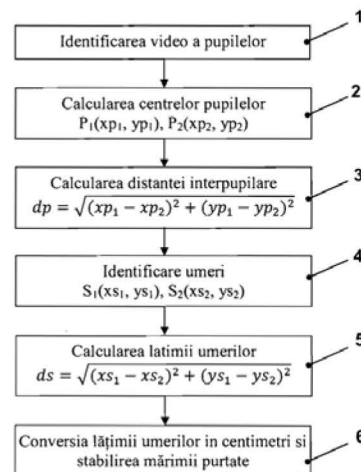 1
Identificarea video a pupilelor
2
Calcularea centrelor pupilelor
P₁(xp₁, yp₁), P₂(xp₂, yp₂)
3
Calcularea distantei interpupilare
dp = √((xp₁ − xp₂)² + (yp₁ − yp₂)²)
4
Identificare umeri
S₁(xs₁, ys₁), S₂(xs₂, ys₂)
5
Calcularea latimii umerilor
ds = √((xs₁ − xs₂)² + (ys₁ − ys₂)²)
6
Conversia lățimii umerilor in centimetri si
stabilirea mărimii purtate